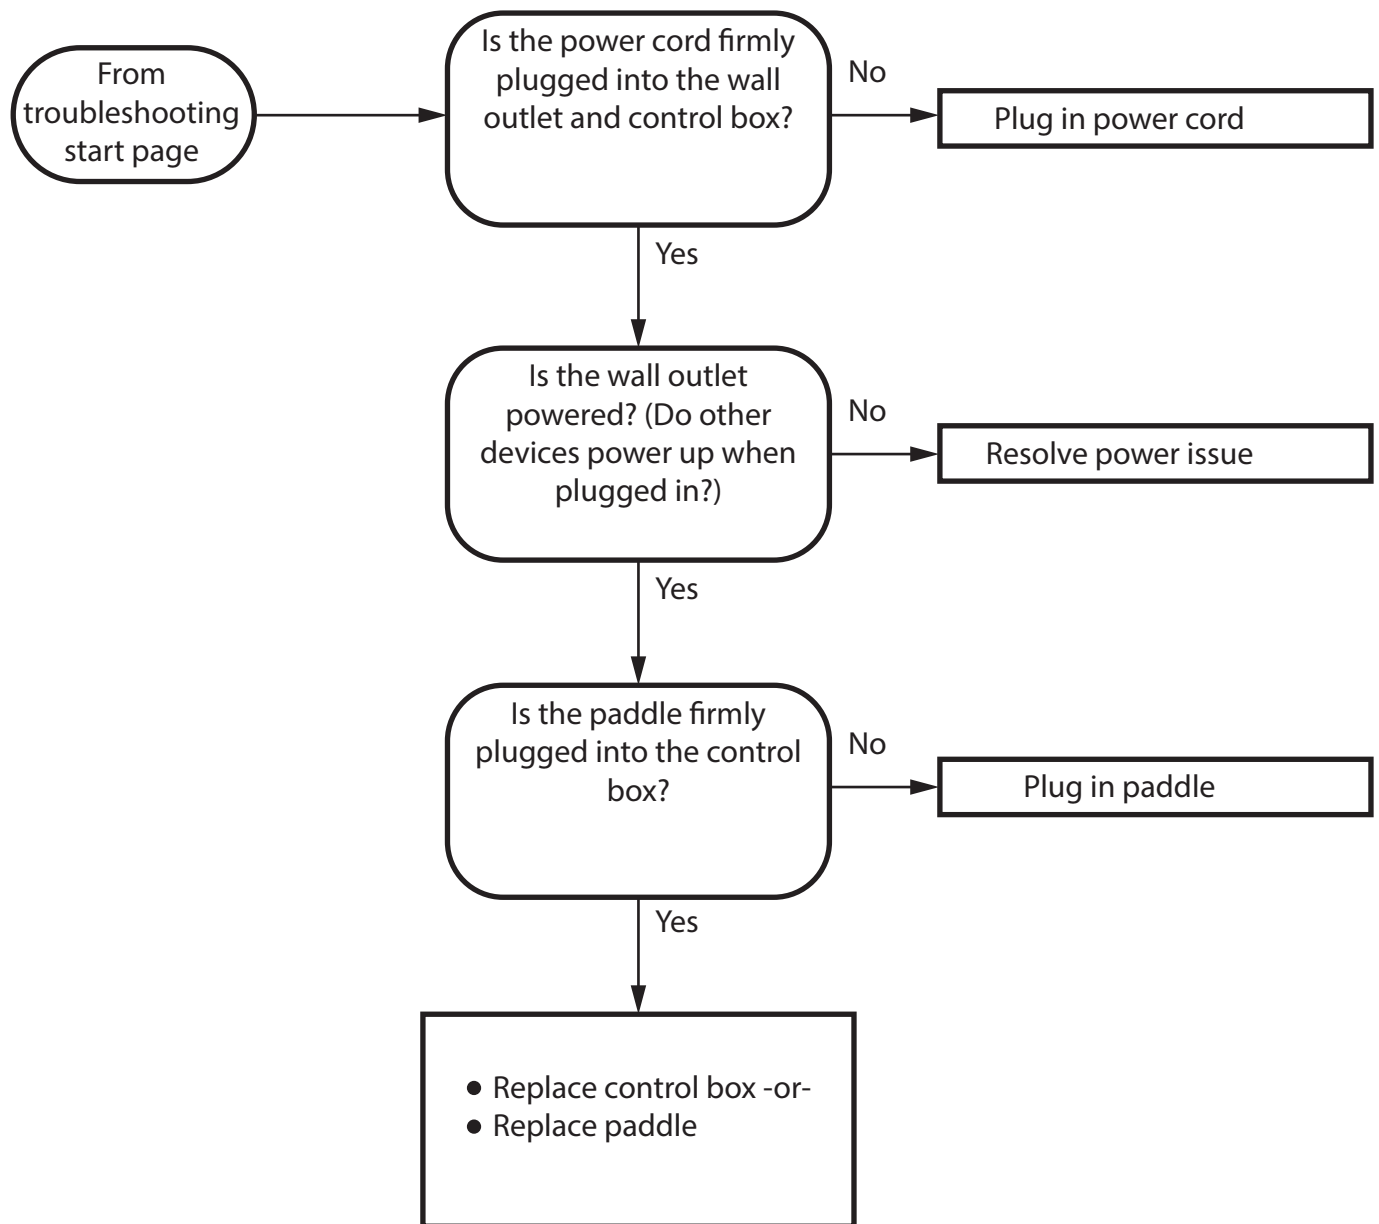 From
troubleshooting
start page
Is the power cord firmly
plugged into the wall
outlet and control box?
No
Plug in power cord
Yes
Is the wall outlet
powered? (Do other
devices power up when
plugged in?)
No
Resolve power issue
Yes
Is the paddle firmly
plugged into the control
box?
No
Plug in paddle
Yes
● Replace control box -or-
● Replace paddle